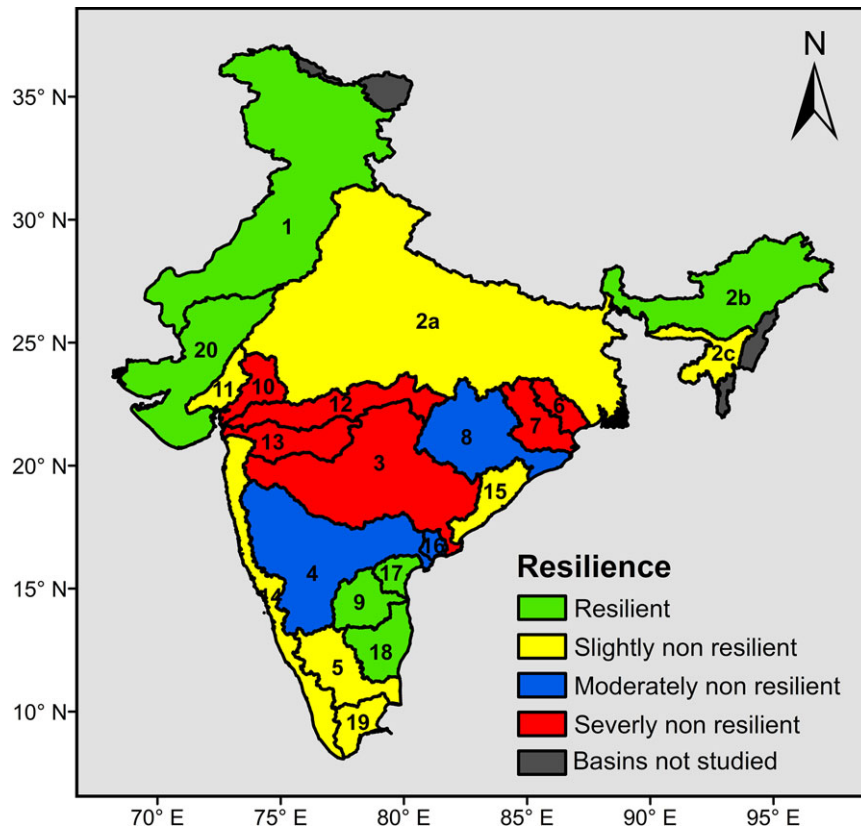 N
35° N
30° N
25° N
20° N
15° N
10° N
1
2a
2b
2c
20
11
10
12
13
3
8
7
6
15
16
4
14
17
9
18
5
19
Resilience
Resilient
Slightly non resilient
Moderately non resilient
Severly non resilient
Basins not studied
70° E
75° E
80° E
85° E
90° E
95° E